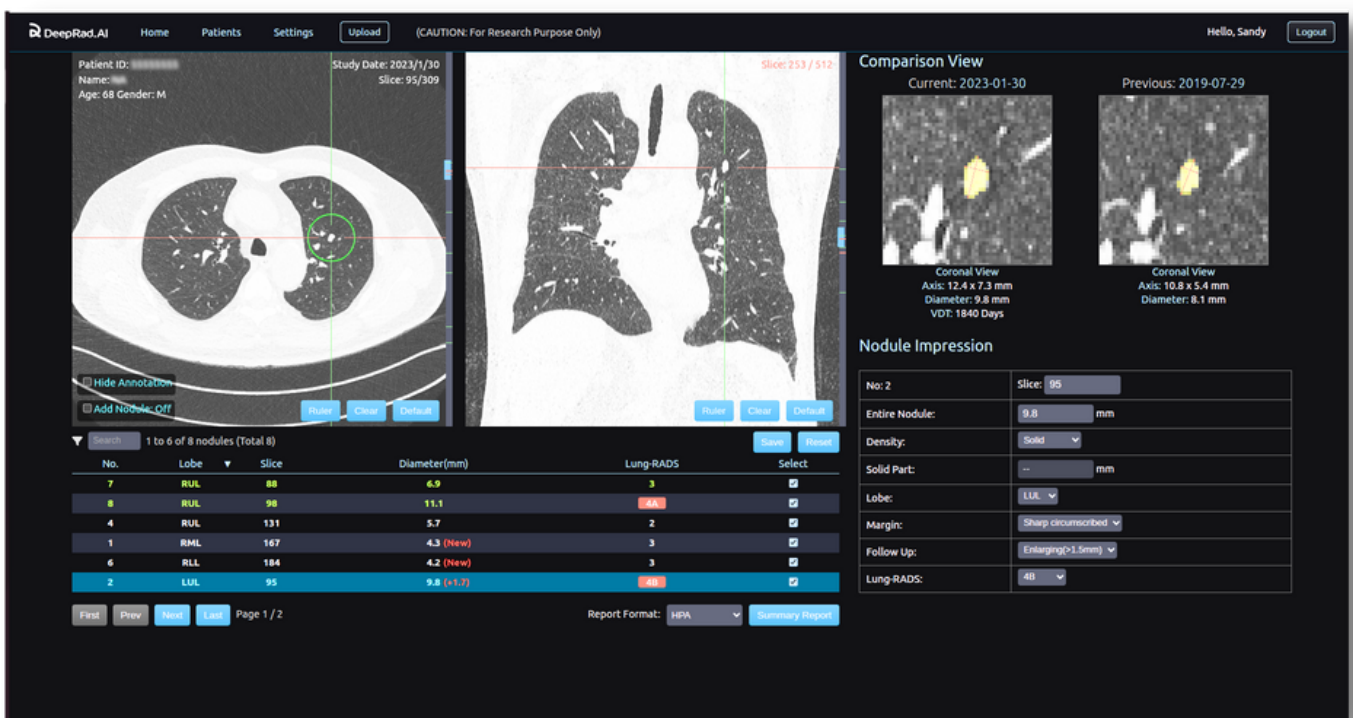 DeepRad.AI Home Patients Settings Upload (CAUTION: For Research Purpose Only) Hello, Sandy Logout
Patient ID:
Name:
Age: 68 Gender: M
Study Date: 2023/1/30
Slice: 95/309
Hide Annotation
Add Nodule: Off
Ruler Clear Default
Slice: 253 / 512
Ruler Clear Default
Search 1 to 6 of 8 nodules (Total 8) Save Reset
No. Lobe ▼ Slice Diameter(mm) Lung-RADS Select
7 RUL 88 6.9 3
8 RUL 98 11.1 4A
4 RUL 131 5.7 2
1 RML 167 4.3 (New) 3
6 RLL 184 4.2 (New) 3
2 LUL 95 9.8 (+1.7) 4B
First Prev Next Last Page 1 / 2 Report Format: HPA Summary Report
Comparison View
Current: 2023-01-30
Coronal View
Axis: 12.4 x 7.3 mm
Diameter: 9.8 mm
VDT: 1840 Days
Previous: 2019-07-29
Coronal View
Axis: 10.8 x 5.4 mm
Diameter: 8.1 mm
Nodule Impression
No: 2 Slice: 95
Entire Nodule: 9.8 mm
Density: Solid
Solid Part: -- mm
Lobe: LUL
Margin: Sharp circumscribed
Follow Up: Enlarging(>1.5mm)
Lung-RADS: 4B